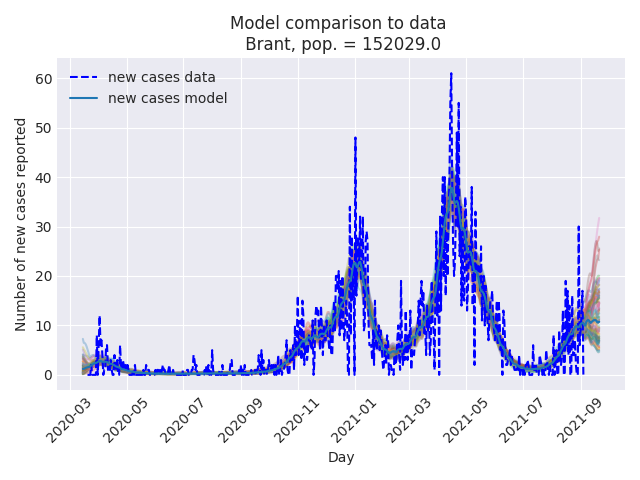 Model comparison to data
Brant, pop. = 152029.0
new cases data
new cases model
Number of new cases reported
60
50
40
30
20
10
0
2020-03
2020-05
2020-07
2020-09
2020-11
2021-01
2021-03
2021-05
2021-07
2021-09
Day